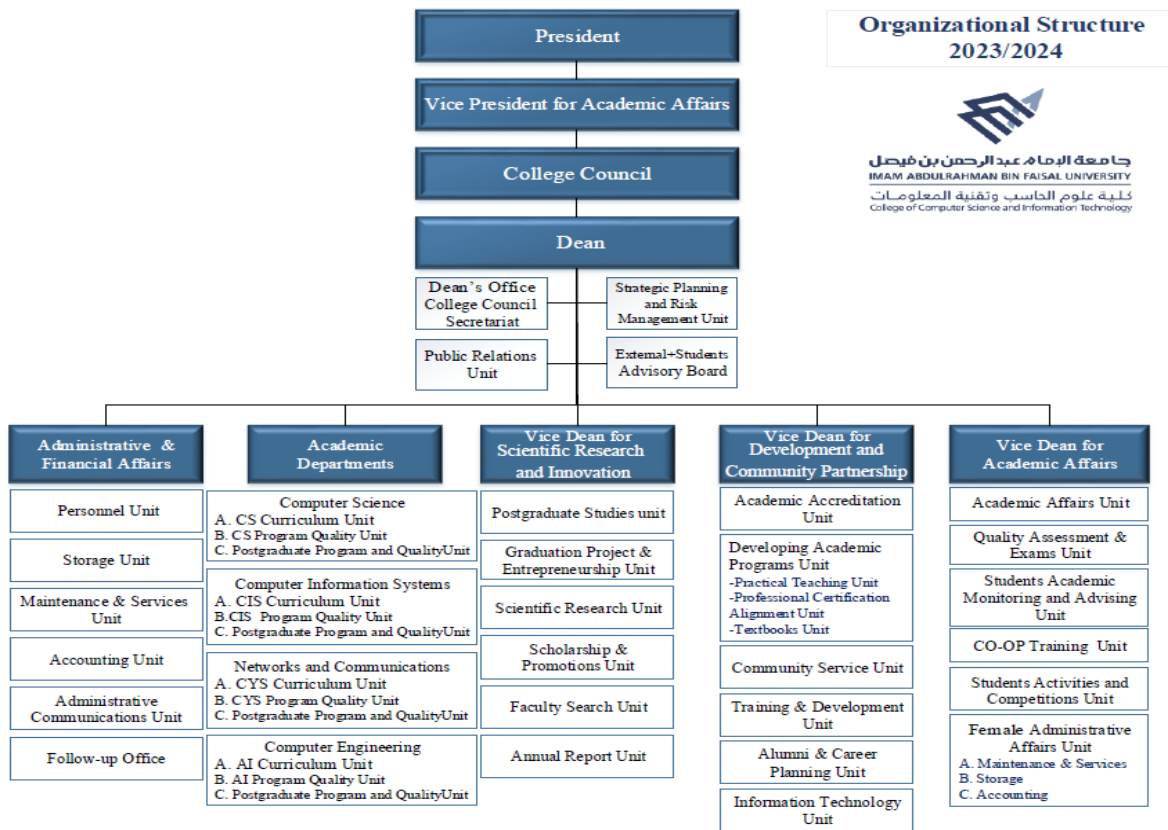 Organizational Structure
2023/2024
جامعة الإمام عبد الرحمن بن فيصل
IMAM ABDULRAHMAN BIN FAISAL UNIVERSITY
كلية علوم الحاسب وتقنية المعلومات
College of Computer Science and Information Technology
President
Vice President for Academic Affairs
College Council
Dean
Dean's Office
College Council
Secretariat
Strategic Planning
and Risk
Management Unit
Public Relations
Unit
External+Students
Advisory Board
Administrative &
Financial Affairs
Personnel Unit
Storage Unit
Maintenance & Services
Unit
Accounting Unit
Administrative
Communications Unit
Follow-up Office
Academic
Departments
Computer Science
A. CS Curriculum Unit
B. CS Program Quality Unit
C. Postgraduate Program and QualityUnit
Computer Information Systems
A. CIS Curriculum Unit
B.CIS Program Quality Unit
C. Postgraduate Program and QualityUnit
Networks and Communications
A. CYS Curriculum Unit
B. CYS Program Quality Unit
C. Postgraduate Program and QualityUnit
Computer Engineering
A. AI Curriculum Unit
B. AI Program Quality Unit
C. Postgraduate Program and QualityUnit
Vice Dean for
Scientific Research
and Innovation
Postgraduate Studies unit
Graduation Project &
Entrepreneurship Unit
Scientific Research Unit
Scholarship &
Promotions Unit
Faculty Search Unit
Annual Report Unit
Vice Dean for
Development and
Community Partnership
Academic Accreditation
Unit
Developing Academic
Programs Unit
-Practical Teaching Unit
-Professional Certification
Alignment Unit
-Textbooks Unit
Community Service Unit
Training & Development
Unit
Alumni & Career
Planning Unit
Information Technology
Unit
Vice Dean for
Academic Affairs
Academic Affairs Unit
Quality Assessment &
Exams Unit
Students Academic
Monitoring and Advising
Unit
CO-OP Training Unit
Students Activities and
Competitions Unit
Female Administrative
Affairs Unit
A. Maintenance & Services
B. Storage
C. Accounting